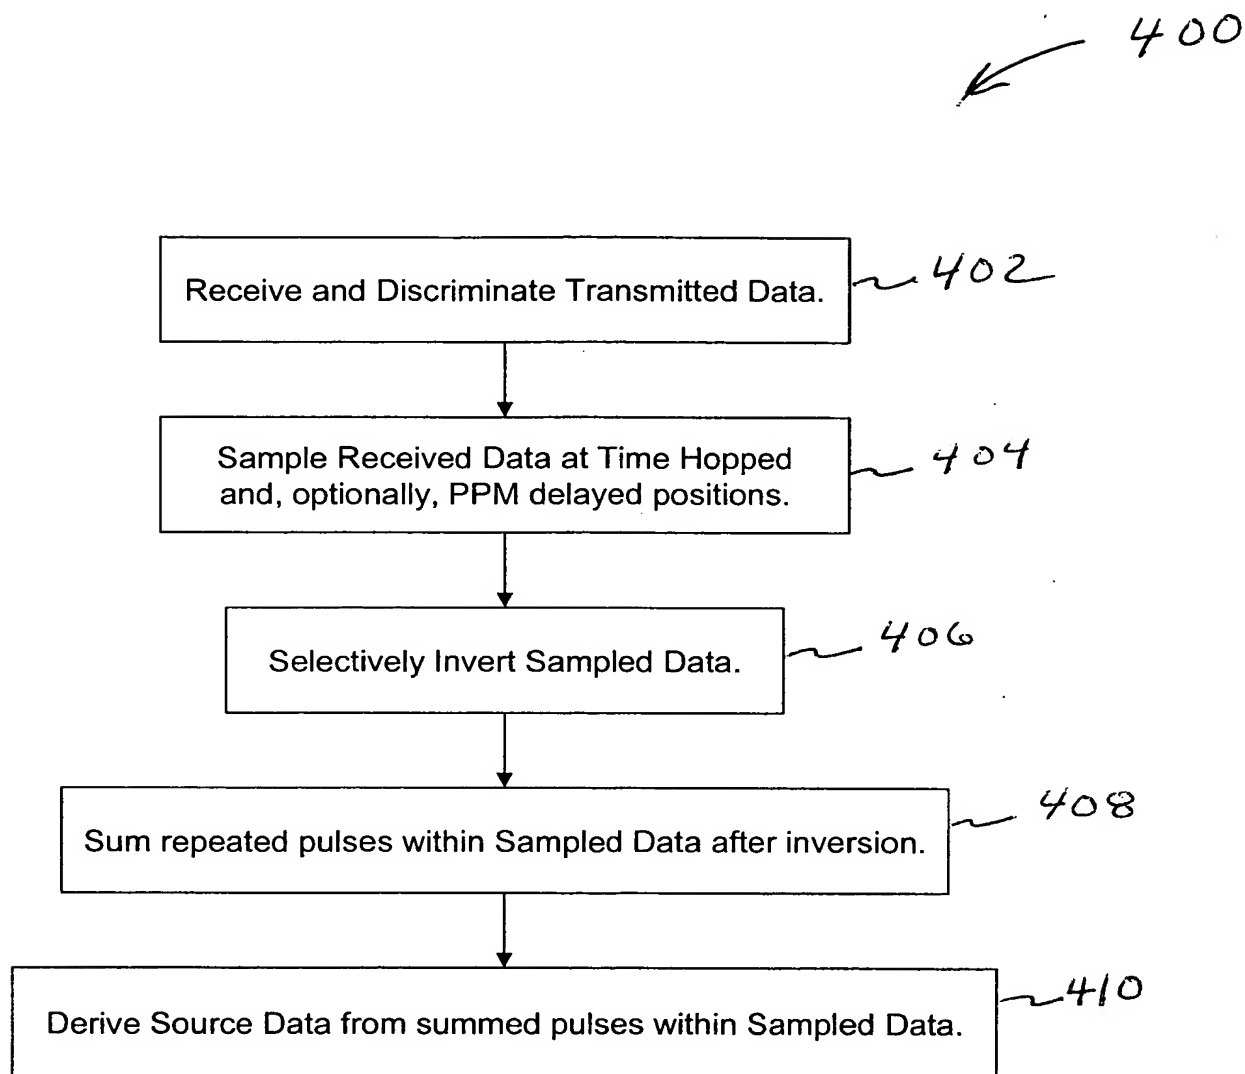 400
Receive and Discriminate Transmitted Data.
402
Sample Received Data at Time Hopped
and, optionally, PPM delayed positions.
404
Selectively Invert Sampled Data.
406
Sum repeated pulses within Sampled Data after inversion.
408
Derive Source Data from summed pulses within Sampled Data.
410